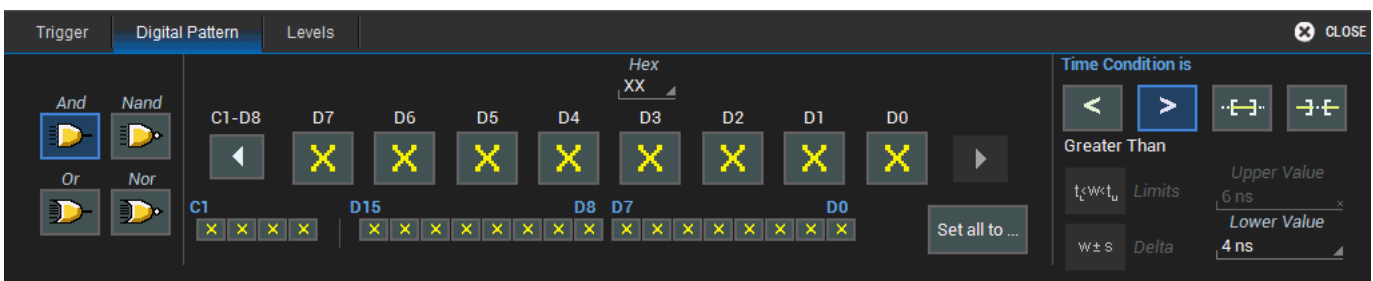 Trigger Digital Pattern Levels CLOSE
Hex
XX
And Nand
Or Nor
C1-D8 D7 D6 D5 D4 D3 D2 D1 D0
C1 D15 D8 D7 D0
Set all to ...
Time Condition is
< >
Greater Than
Limits
Upper Value
6 ns
Delta
Lower Value
4 ns
w± s